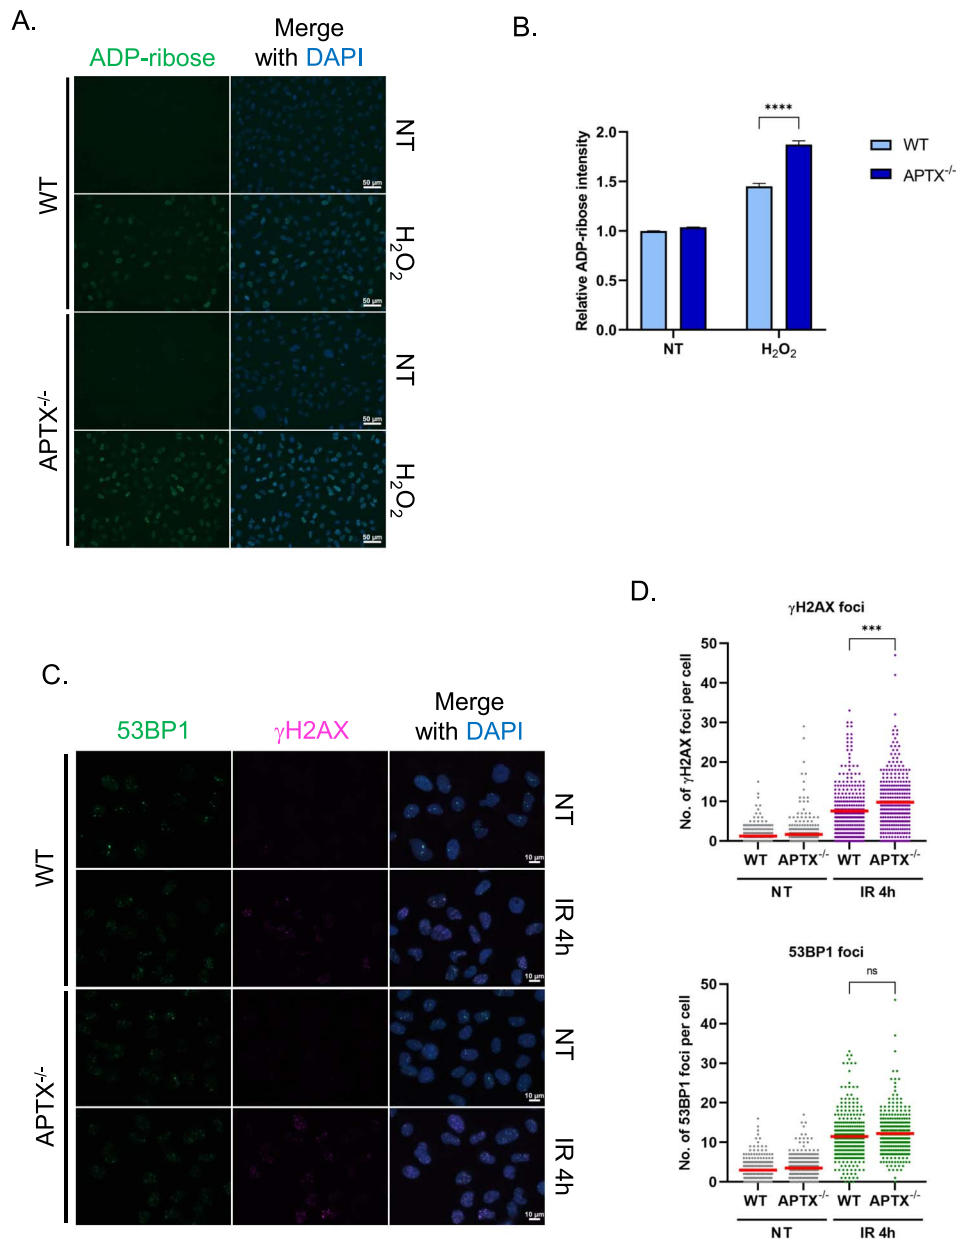 A.
ADP-ribose
Merge
with DAPI
WT
APTX-/-
NT
H2O2
NT
H2O2
50 µm
50 µm
50 µm
50 µm
B.
Relative ADP-ribose intensity
2.0
1.5
1.0
0.5
0.0
****
NT
H2O2
WT
APTX-/-
C.
53BP1
γH2AX
Merge
with DAPI
WT
APTX-/-
NT
IR 4h
NT
IR 4h
10 µm
10 µm
10 µm
10 µm
D.
γH2AX foci
No. of γH2AX foci per cell
50
40
30
20
10
0
***
WT
APTX-/-
WT
APTX-/-
NT
IR 4h
53BP1 foci
No. of 53BP1 foci per cell
50
40
30
20
10
0
ns
WT
APTX-/-
WT
APTX-/-
NT
IR 4h